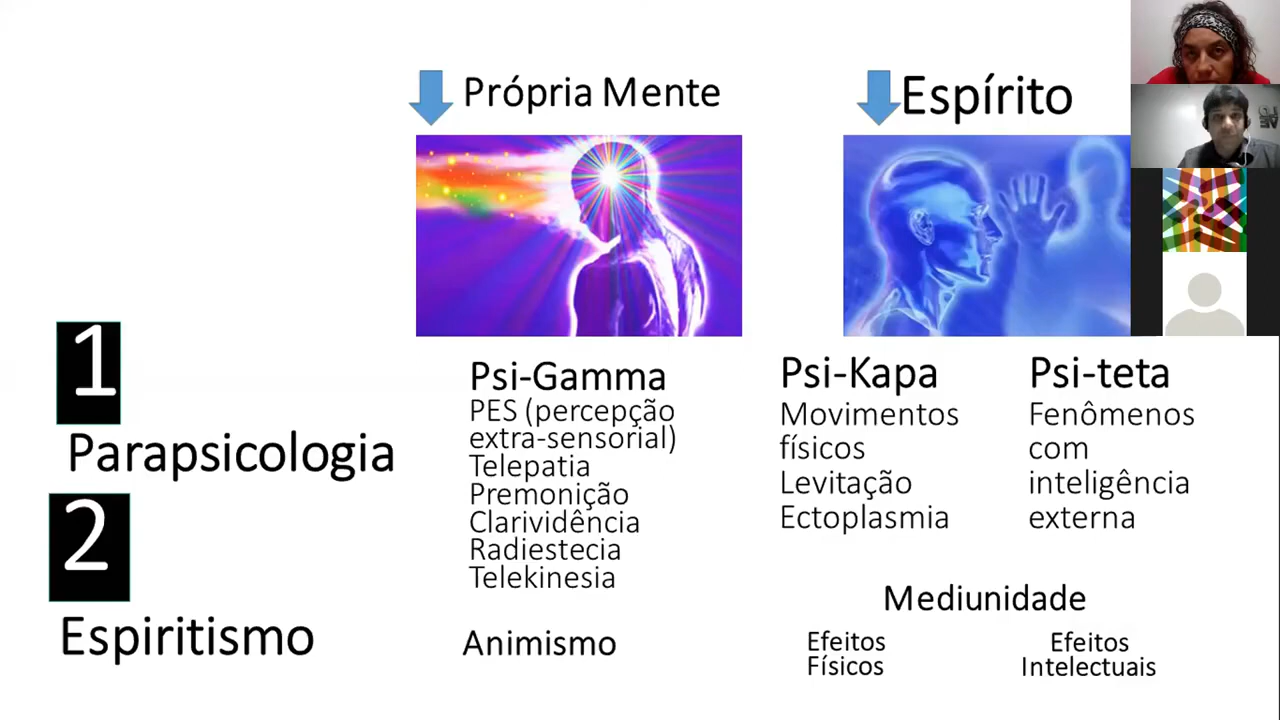 Própria Mente
Espírito
1
Parapsicologia
Psi-Gamma
PES (percepção
extra-sensorial)
Telepatia
Premonição
Clarividência
Radiestecia
Telekinesia
Psi-Kapa
Movimentos
físicos
Levitação
Ectoplasmia
Psi-teta
Fenômenos
com
inteligência
externa
2
Espiritismo
Animismo
Mediunidade
Efeitos
Físicos
Efeitos
Intelectuais